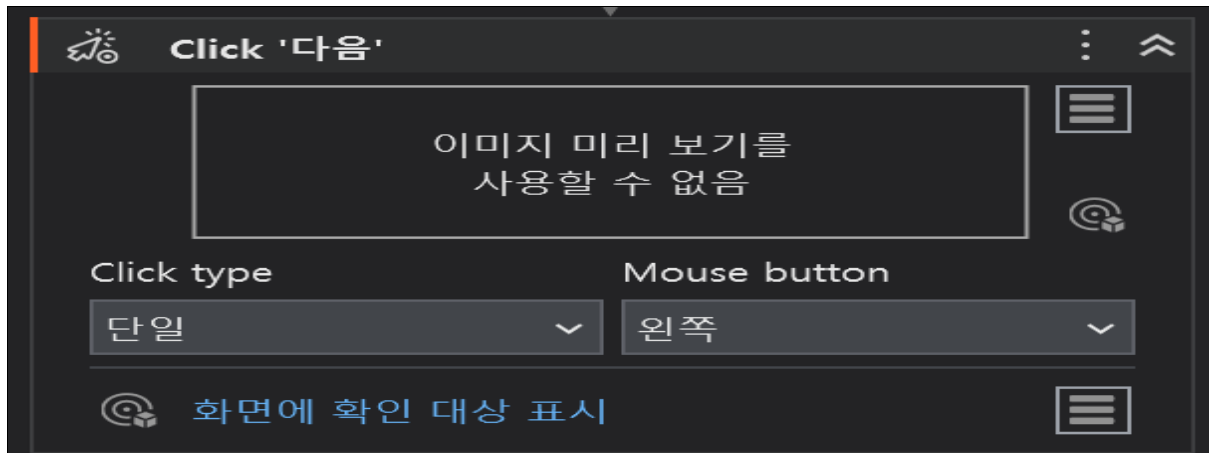 Click '다음'
이미지 미리 보기를
사용할 수 없음
Click type
Mouse button
단일
왼쪽
화면에 확인 대상 표시